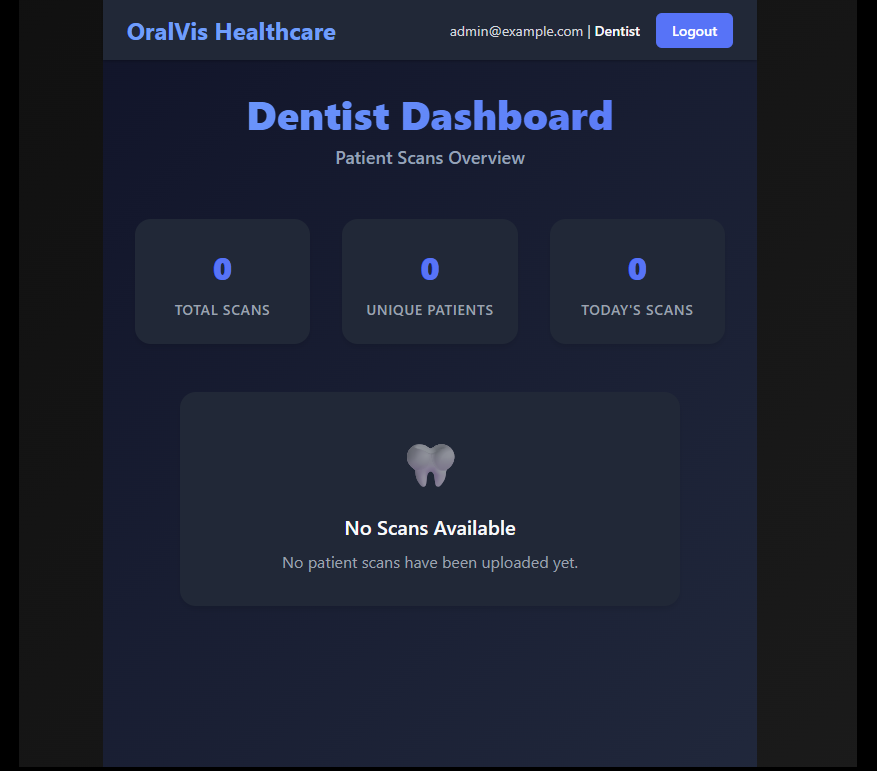 OralVis Healthcare
admin@example.com | Dentist
Logout
Dentist Dashboard
Patient Scans Overview
0
TOTAL SCANS
0
UNIQUE PATIENTS
0
TODAY'S SCANS
No Scans Available
No patient scans have been uploaded yet.